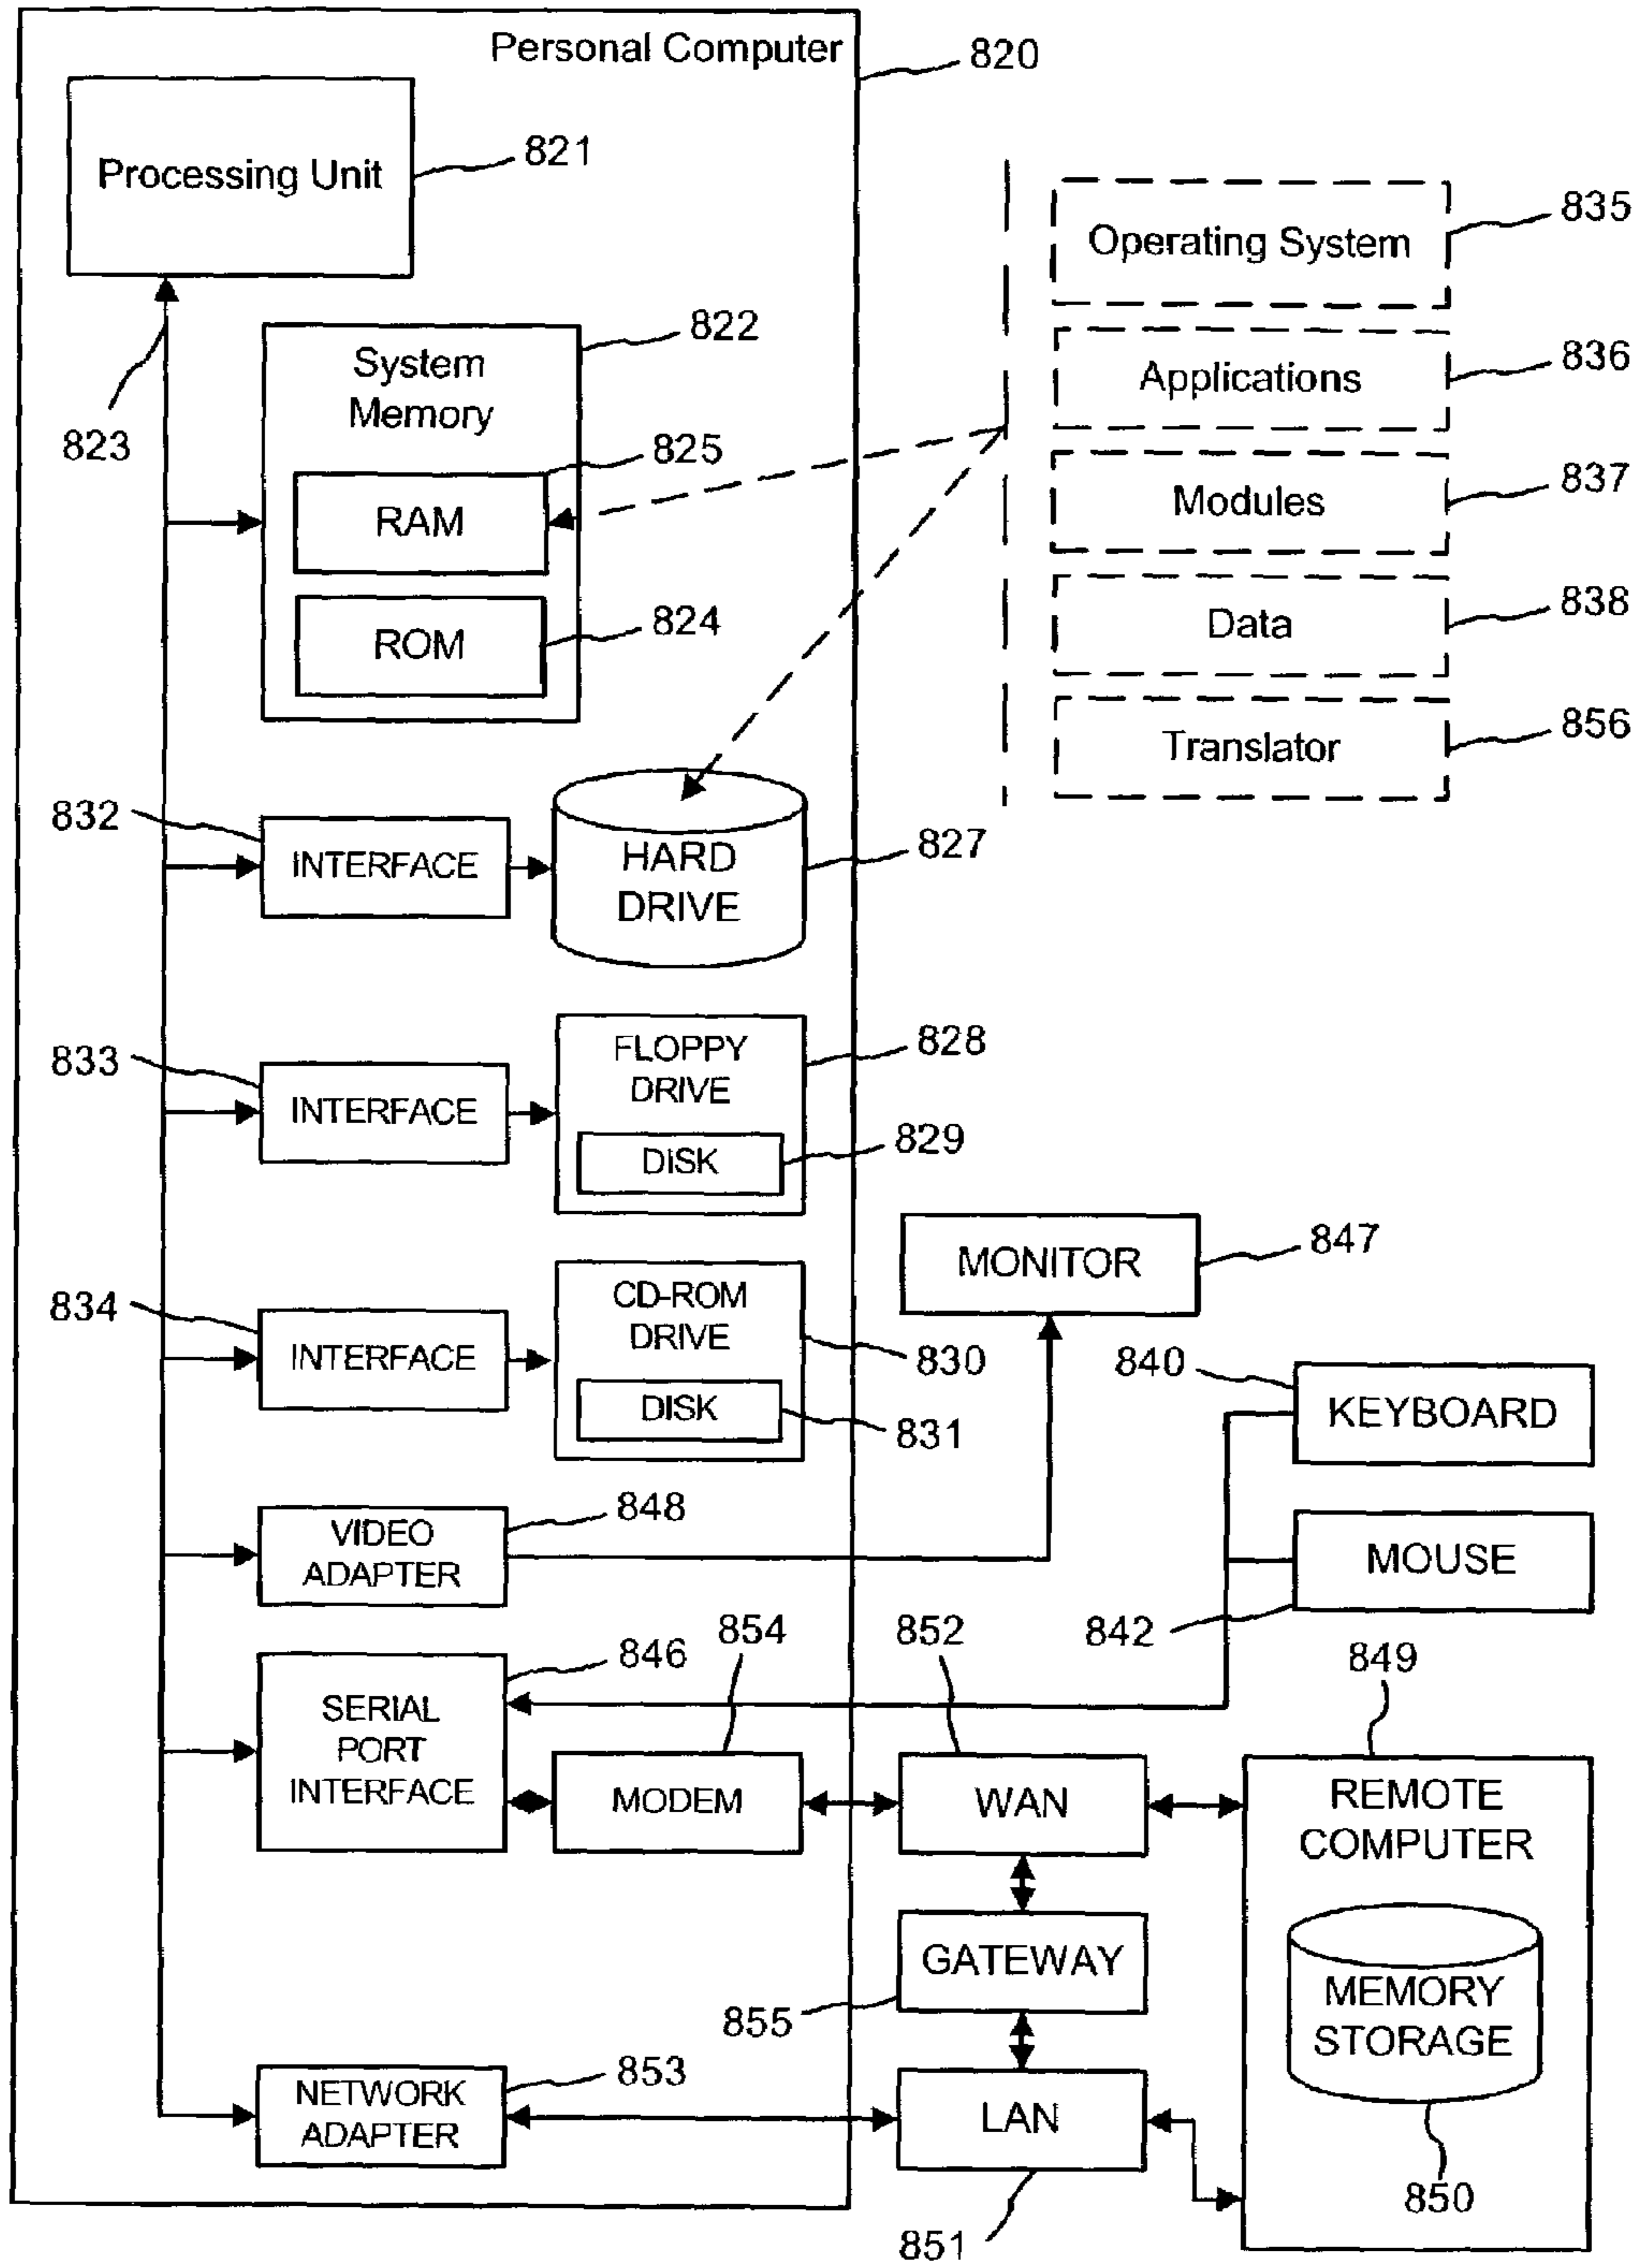 Personal Computer
820
Processing Unit
821
823
System
Memory
822
RAM
825
ROM
824
Operating System
835
Applications
836
Modules
837
Data
838
Translator
856
832
INTERFACE
HARD
DRIVE
827
833
INTERFACE
FLOPPY
DRIVE
828
DISK
829
834
INTERFACE
CD-ROM
DRIVE
830
DISK
831
MONITOR
847
840
KEYBOARD
MOUSE
842
VIDEO
ADAPTER
848
SERIAL
PORT
INTERFACE
846
854
MODEM
852
WAN
849
REMOTE
COMPUTER
GATEWAY
855
MEMORY
STORAGE
850
NETWORK
ADAPTER
853
LAN
851